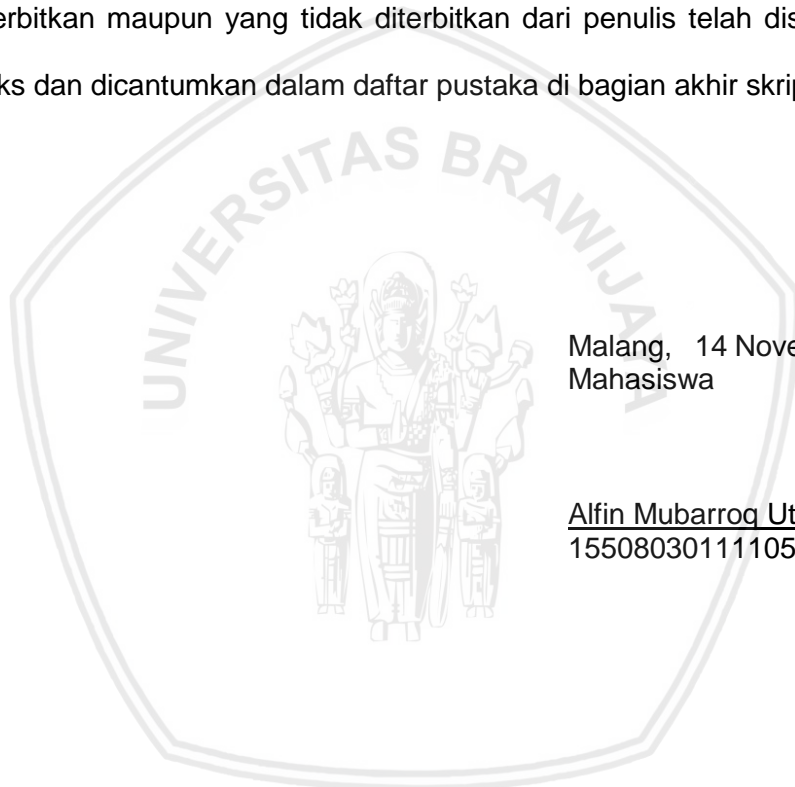 erbitkan maupun yang tidak diterbitkan dari penulis telah dis
ks dan dicantumkan dalam daftar pustaka di bagian akhir skrip
UNIVERSITAS BRAWIJAYA
Malang, 14 Nove
Mahasiswa
Alfin Mubarroq Ut
15508030111105